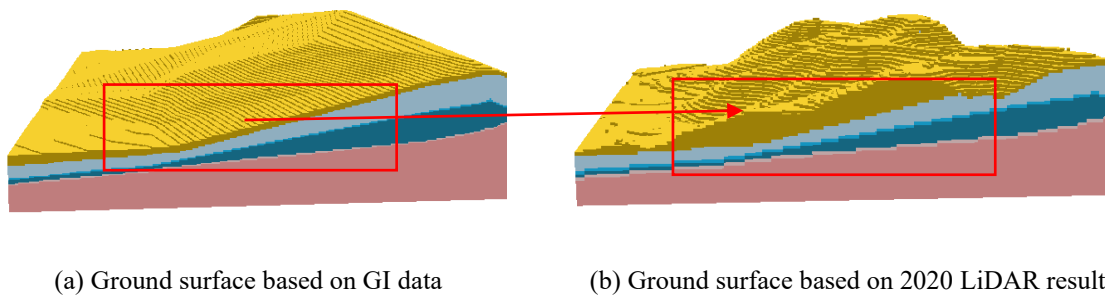 (a) Ground surface based on GI data
(b) Ground surface based on 2020 LiDAR result